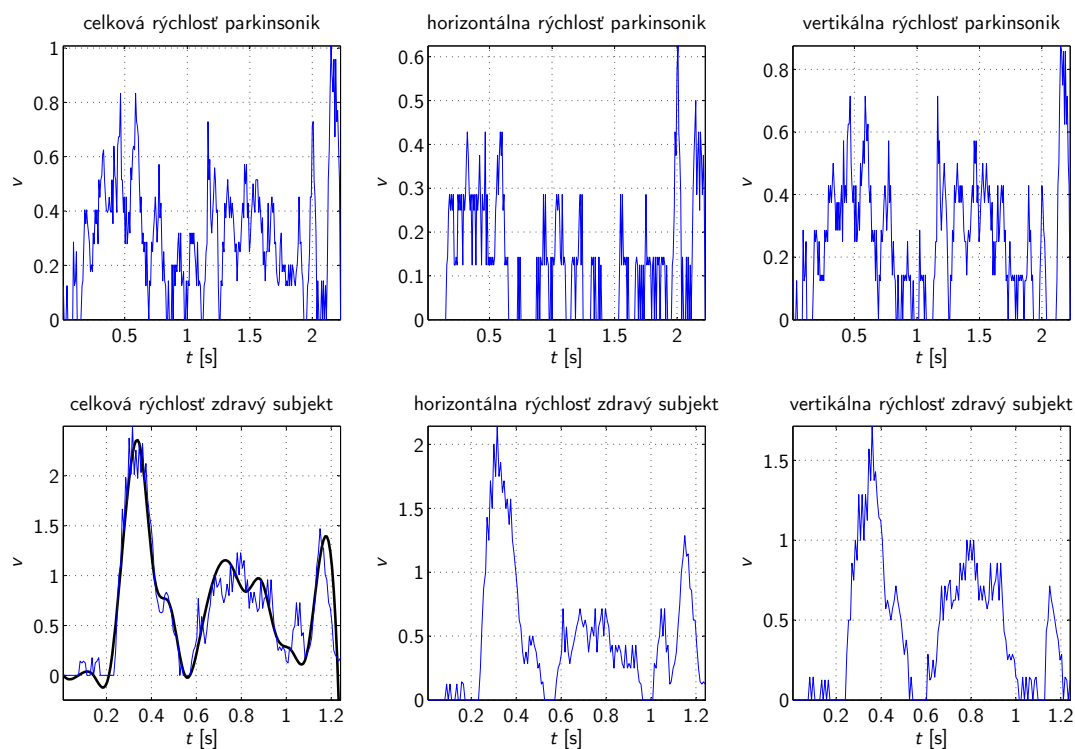 celková rýchlosť parkinsonik
1
0.8
0.6
0.4
0.2
0
v
0.5 1 1.5 2
t [s]
horizontálna rýchlosť parkinsonik
0.6
0.5
0.4
0.3
0.2
0.1
0
v
0.5 1 1.5 2
t [s]
vertikálna rýchlosť parkinsonik
0.8
0.6
0.4
0.2
0
v
0.5 1 1.5 2
t [s]
celková rýchlosť zdravý subjekt
2
1.5
1
0.5
0
v
0.2 0.4 0.6 0.8 1 1.2
t [s]
horizontálna rýchlosť zdravý subjekt
2
1.5
1
0.5
0
v
0.2 0.4 0.6 0.8 1 1.2
t [s]
vertikálna rýchlosť zdravý subjekt
1.5
1
0.5
0
v
0.2 0.4 0.6 0.8 1 1.2
t [s]